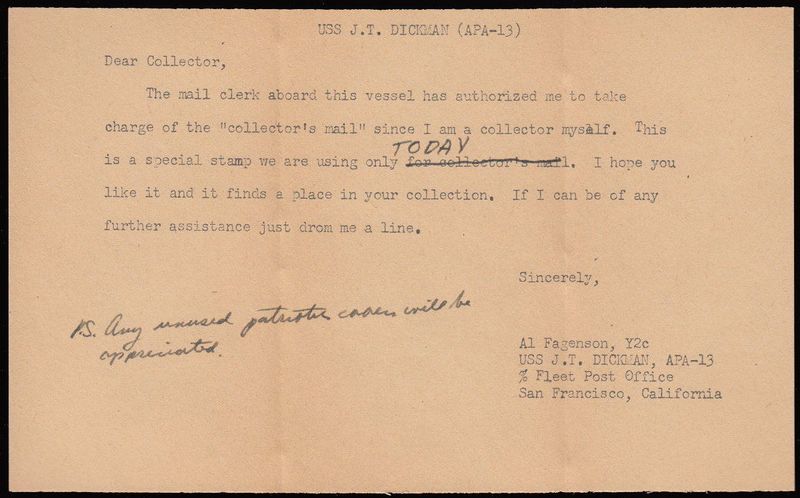 USS J.T. DICKMAN (APA-13)
Dear Collector,
The mail clerk aboard this vessel has authorized me to take
charge of the "collector's mail" since I am a collector myself. This
TODAY
is a special stamp we are using only for collector's mail. I hope you
like it and it finds a place in your collection. If I can be of any
further assistance just drom me a line.
Sincerely,
P.S. Any unused patriotic covers will be
appreciated.
Al Fagenson, Y2c
USS J.T. DICKMAN, APA-13
% Fleet Post Office
San Francisco, California